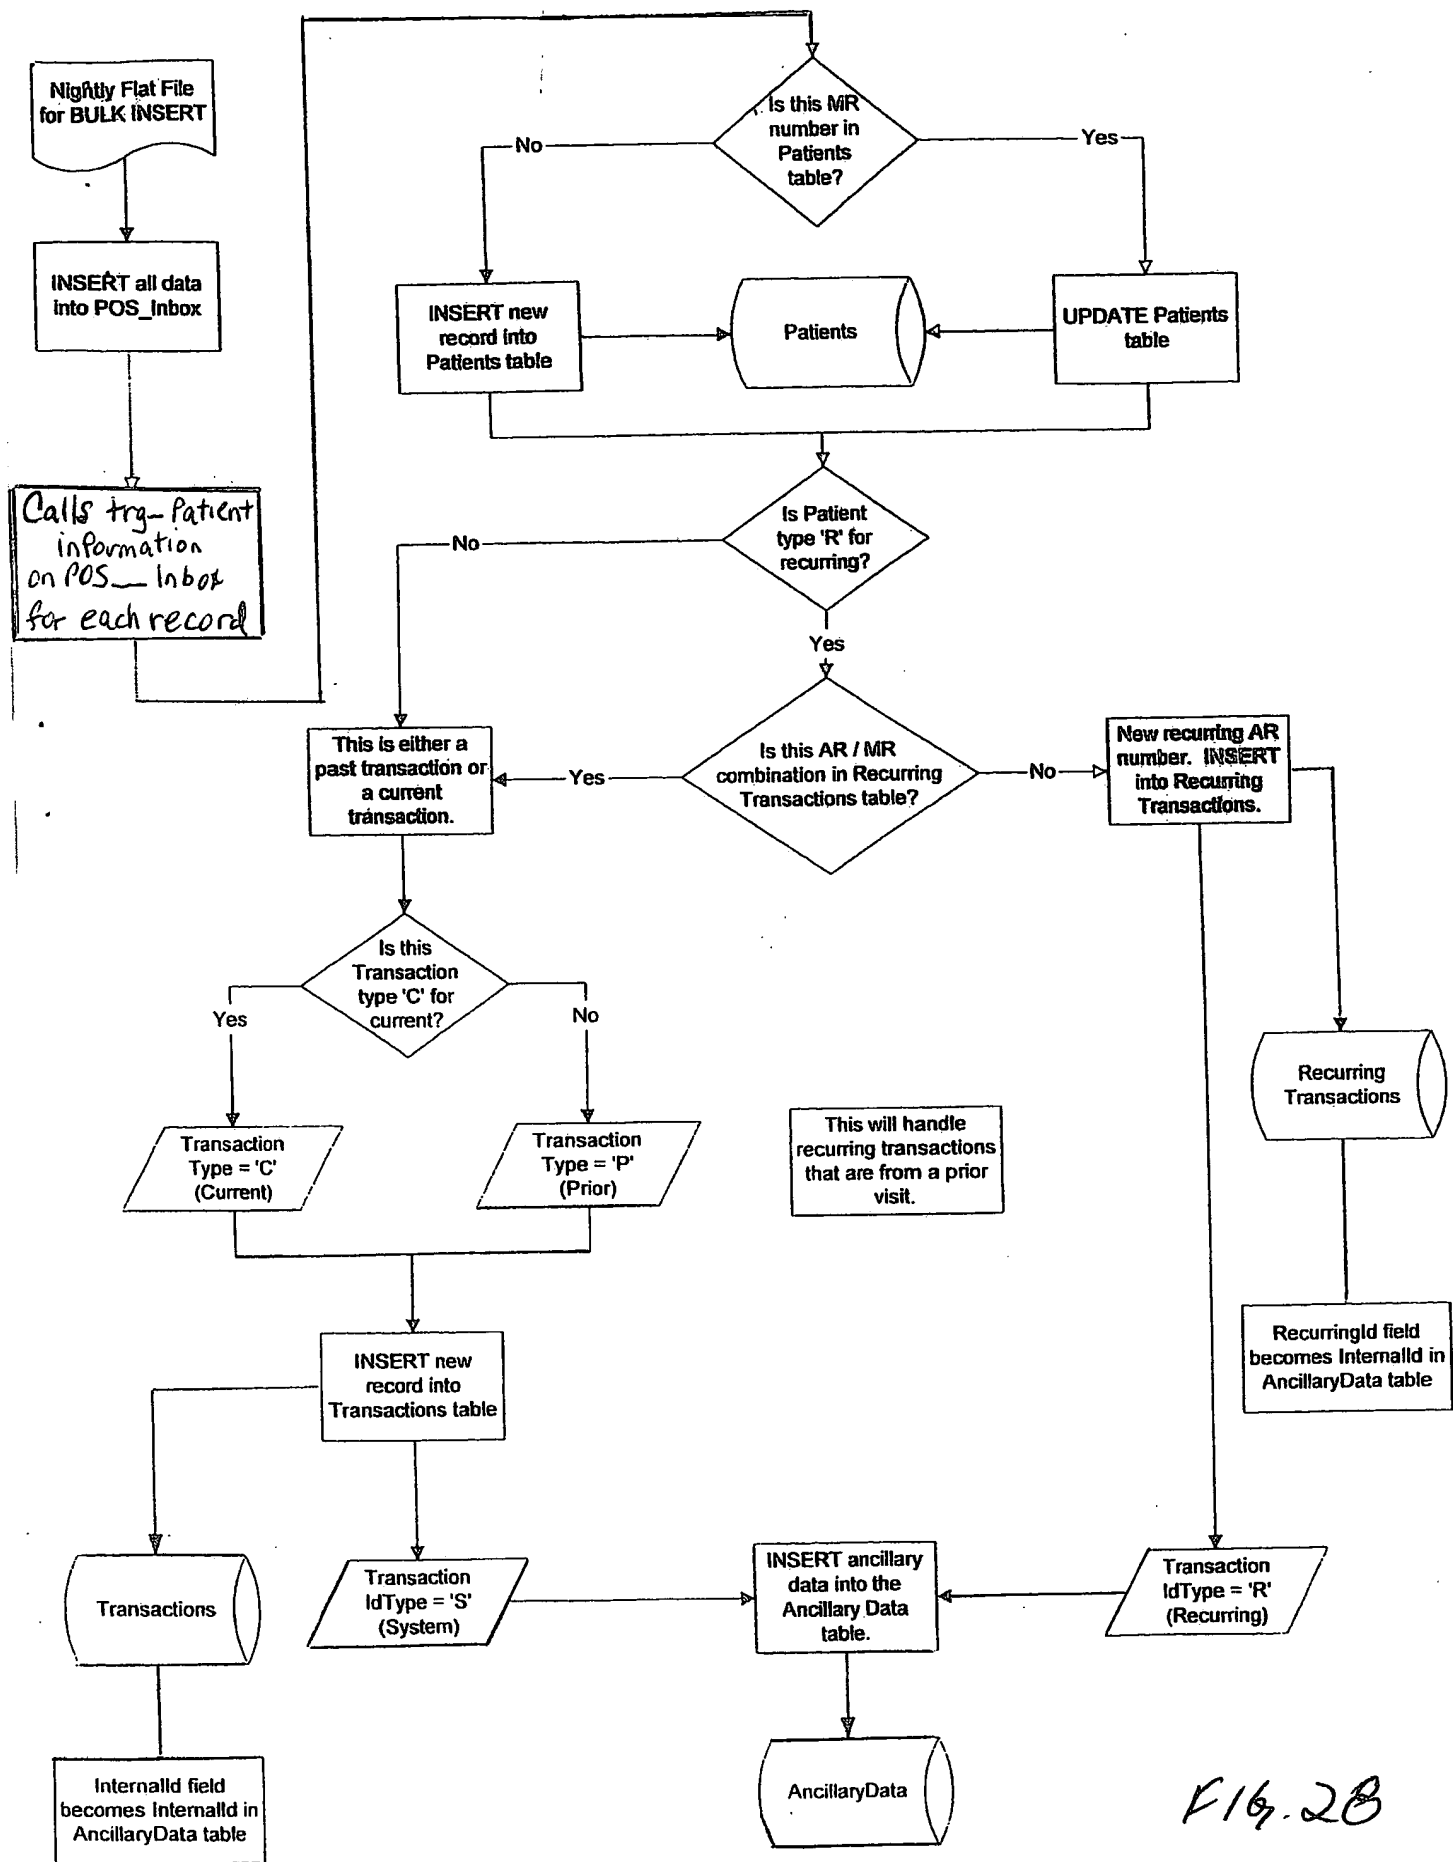 Nightly Flat File
for BULK INSERT
INSERT all data
into POS_Inbox
Calls trg_Patient
information
on POS_Inbox
for each record
Is this MR
number in
Patients
table?
No
Yes
INSERT new
record into
Patients table
Patients
UPDATE Patients
table
Is Patient
type 'R' for
recurring?
No
Yes
This is either a
past transaction or
a current
transaction.
Yes
Is this AR / MR
combination in Recurring
Transactions table?
No
New recurring AR
number. INSERT
into Recurring
Transactions.
Is this
Transaction
type 'C' for
current?
Yes
No
Recurring
Transactions
Transaction
Type = 'C'
(Current)
Transaction
Type = 'P'
(Prior)
This will handle
recurring transactions
that are from a prior
visit.
INSERT new
record into
Transactions table
RecurringId field
becomes InternalId in
AncillaryData table
Transactions
Transaction
IdType = 'S'
(System)
INSERT ancillary
data into the
Ancillary Data
table.
Transaction
IdType = 'R'
(Recurring)
InternalId field
becomes InternalId in
AncillaryData table
AncillaryData
FIG. 2B